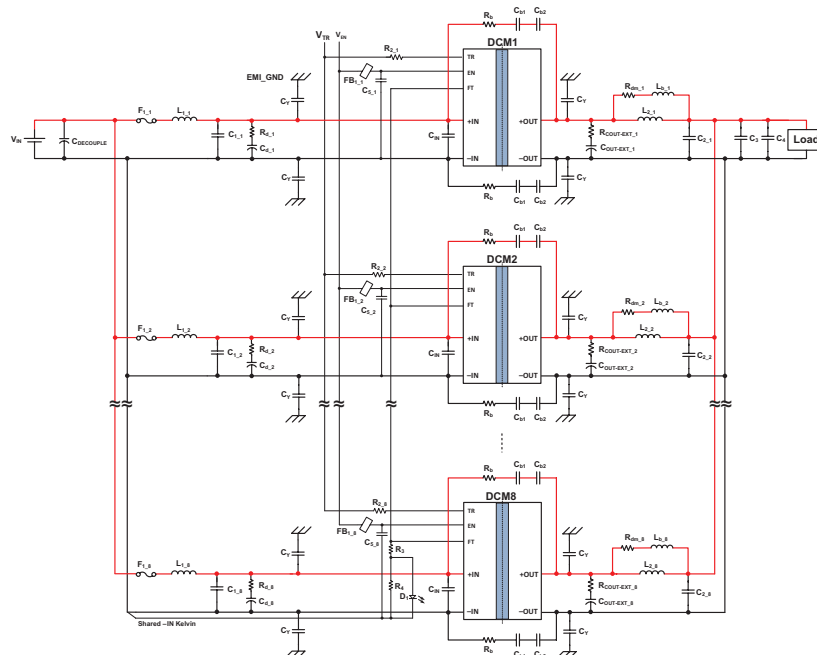 Rb Cb1 Cb2
VTR VEN
R2_1 DCM1
TR
EN
FT
FB1_1
C5_1
EMI_GND
CY CY
Rdm_1 Lb_1
F1_1 L1_1 +IN +OUT L2_1
VIN CDECOUPLE C1_1 Rd_1 Cd_1 CIN RCOUT-EXT_1 COUT-EXT_1 C2_1 C3 C4 Load
–IN –OUT
CY CY
Rb Cb1 Cb2
Rb Cb1 Cb2
R2_2 DCM2
TR
EN
FT
FB1_2
C5_2
CY CY
Rdm_2 Lb_2
F1_2 L1_2 +IN +OUT L2_2
C1_2 Rd_2 Cd_2 CIN RCOUT-EXT_2 COUT-EXT_2 C2_2
–IN –OUT
CY CY
Rb Cb1 Cb2
Rb Cb1 Cb2
R2_8 DCM8
TR
EN
FT
FB1_8
C5_8
R3
CY CY
Rdm_8 Lb_8
F1_8 L1_8 +IN +OUT L2_8
C1_8 Rd_8 Cd_8 R4 D1 CIN RCOUT-EXT_8 COUT-EXT_8 C2_8
–IN –OUT
Shared –IN Kelvin
CY CY
Rb